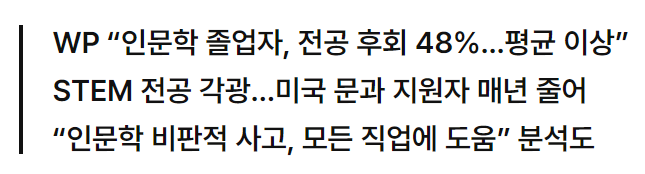 WP “인문학 졸업자, 전공 후회 48%…평균 이상”
STEM 전공 각광…미국 문과 지원자 매년 줄어
“인문학 비판적 사고, 모든 직업에 도움” 분석도